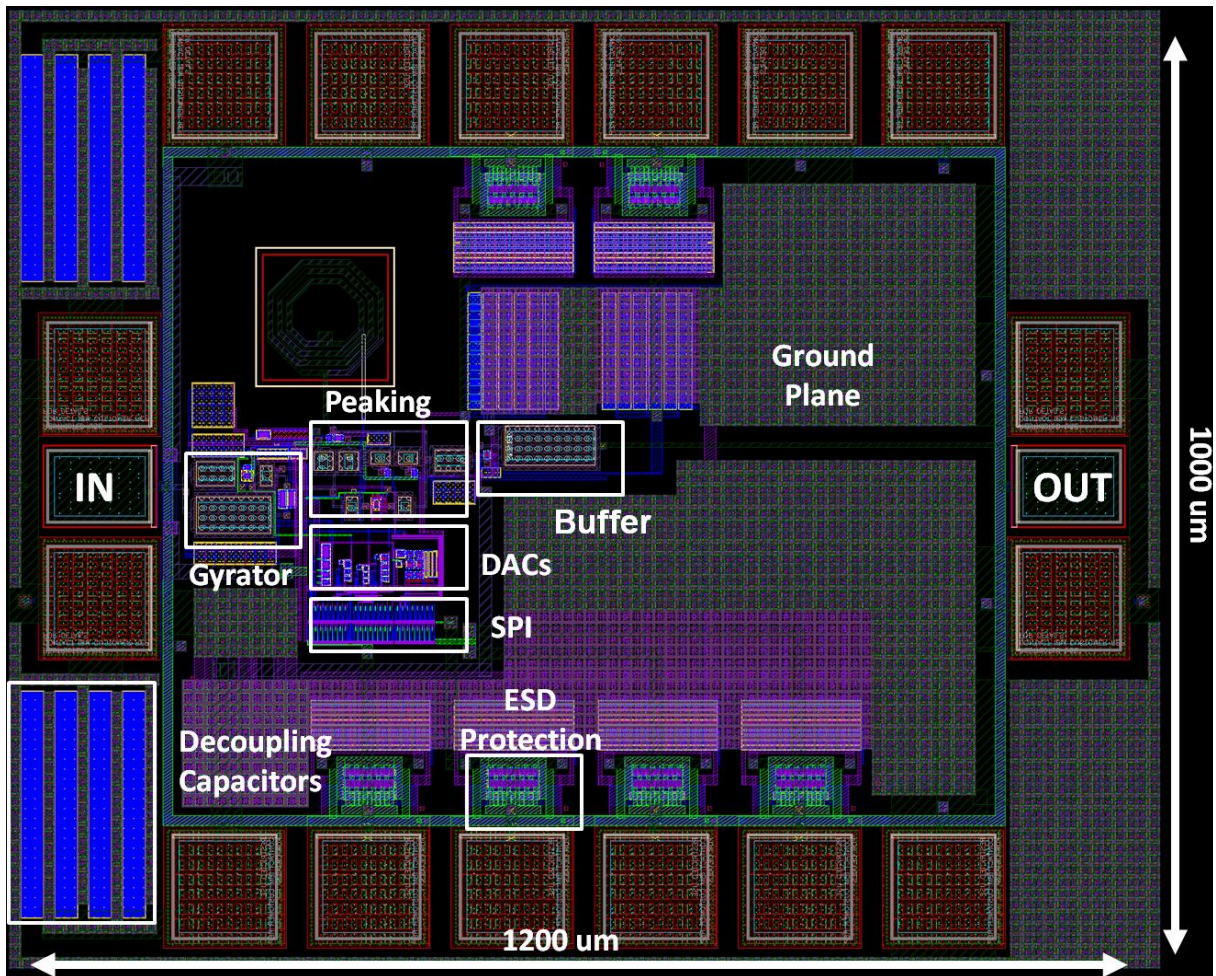 Ground
Plane
Peaking
IN
OUT
Buffer
Gyrator
DACs
SPI
ESD
Protection
Decoupling
Capacitors
1200 um
1000 um